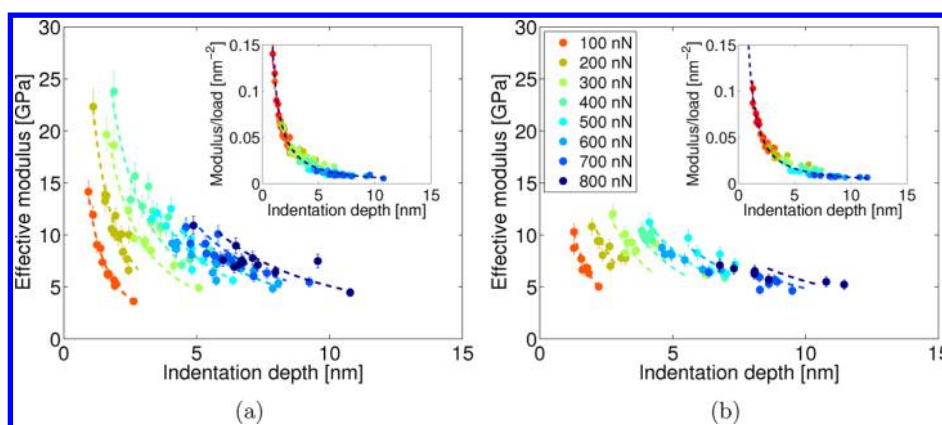 30
25
20
15
10
5
0
Effective modulus [GPa]
0 5 10 15
Indentation depth [nm]
0.15
0.1
0.05
0
Modulus/load [nm⁻²]
0 5 10 15
Indentation depth [nm]
(a)
30
25
20
15
10
5
0
Effective modulus [GPa]
0 5 10 15
Indentation depth [nm]
100 nN
200 nN
300 nN
400 nN
500 nN
600 nN
700 nN
800 nN
0.15
0.1
0.05
0
Modulus/load [nm⁻²]
0 5 10 15
Indentation depth [nm]
(b)